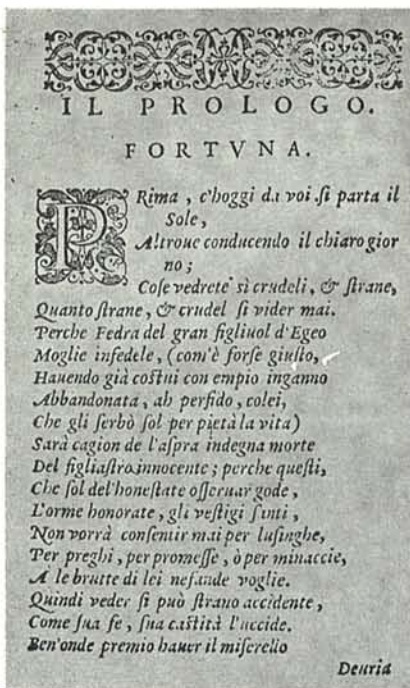 IL PROLOGO.
FORTVNA.
PRima, c'hoggi da voi si parta il
Sole,
Altroue conducendo il chiaro gior
no;
Cose vedrete sì crudeli, & strane,
Quanto strane, & crudel si vider mai.
Perche Fedra del gran figliuol d'Egeo
Moglie infedele, (com'è forse giusto,
Hauendo già costui con empio inganno
Abbandonata, ah perfido, colei,
Che gli serbò sol per pietà la vita)
Sarà cagion de l'aspra indegna morte
Del figliastro innocente; perche questi,
Che sol del'honestate osseruar gode,
L'orme honorate, gli vestigi santi,
Non vorrà consentir mai per lusinghe,
Per preghi, per promesse, ò per minaccie,
A le brutte di lei nefande voglie.
Quindi veder si può strano accidente,
Come sua fe, sua castità l'uccide.
Ben'onde premio hauer il miserello
Deuria